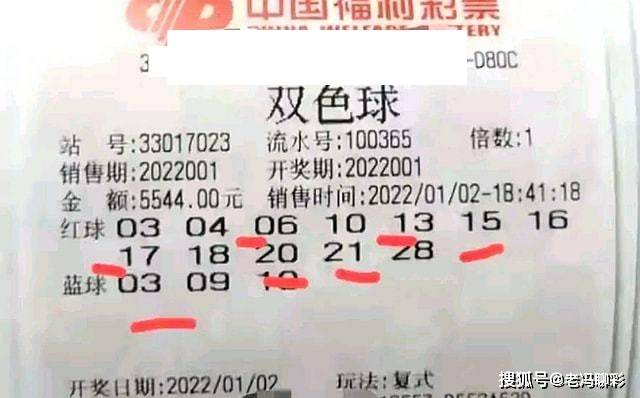 中国福利彩票
3 -D80C
双色球
站 号:33017023 流水号:100365 倍数:1
销售期:2022001 开奖期:2022001
金 额:5544.00元 销售时间:2022/01/02-18:41:18
红球 03 04 06 10 13 15 16
17 18 20 21 28
蓝球 03 09
开奖日期:2022/01/02 玩法:复式
搜狐号@老冯聊彩